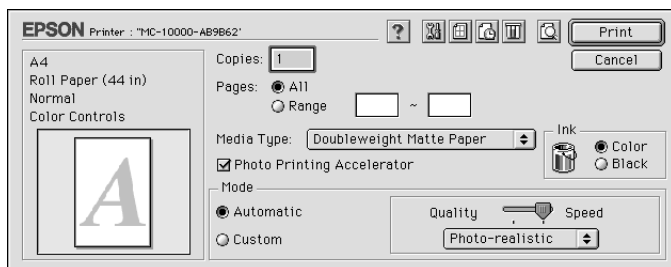 EPSON Printer : "MC-10000-AB9B62'
?
Print
A4
Roll Paper (44 in)
Normal
Color Controls
A
Copies: 1
Cancel
Pages: All
Range ~
Media Type: Doubleweight Matte Paper
Ink
Color
Black
Photo Printing Accelerator
Mode
Automatic
Quality Speed
Custom
Photo-realistic